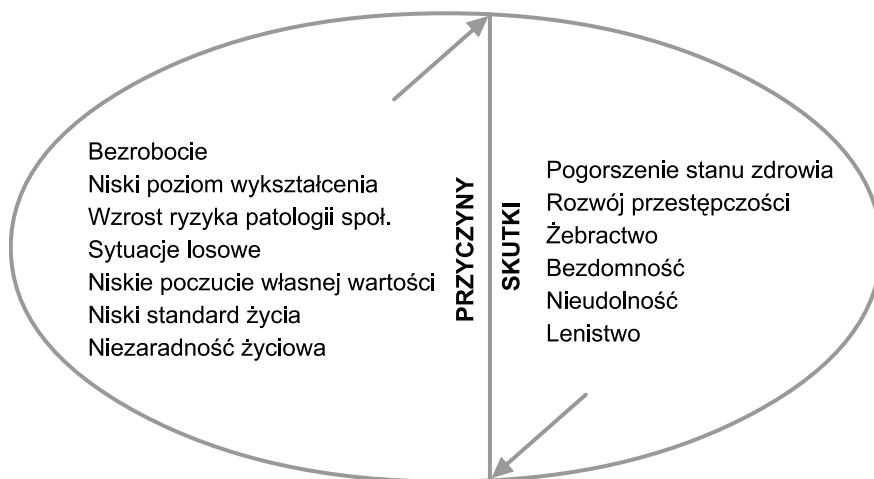 Bezrobocie
Niski poziom wykształcenia
Wzrost ryzyka patologii społ.
Sytuacje losowe
Niskie poczucie własnej wartości
Niski standard życia
Niezaradność życiowa
PRZYCZYNY
SKUTKI
Pogorszenie stanu zdrowia
Rozwój przestępczości
Żebractwo
Bezdomność
Nieudolność
Lenistwo